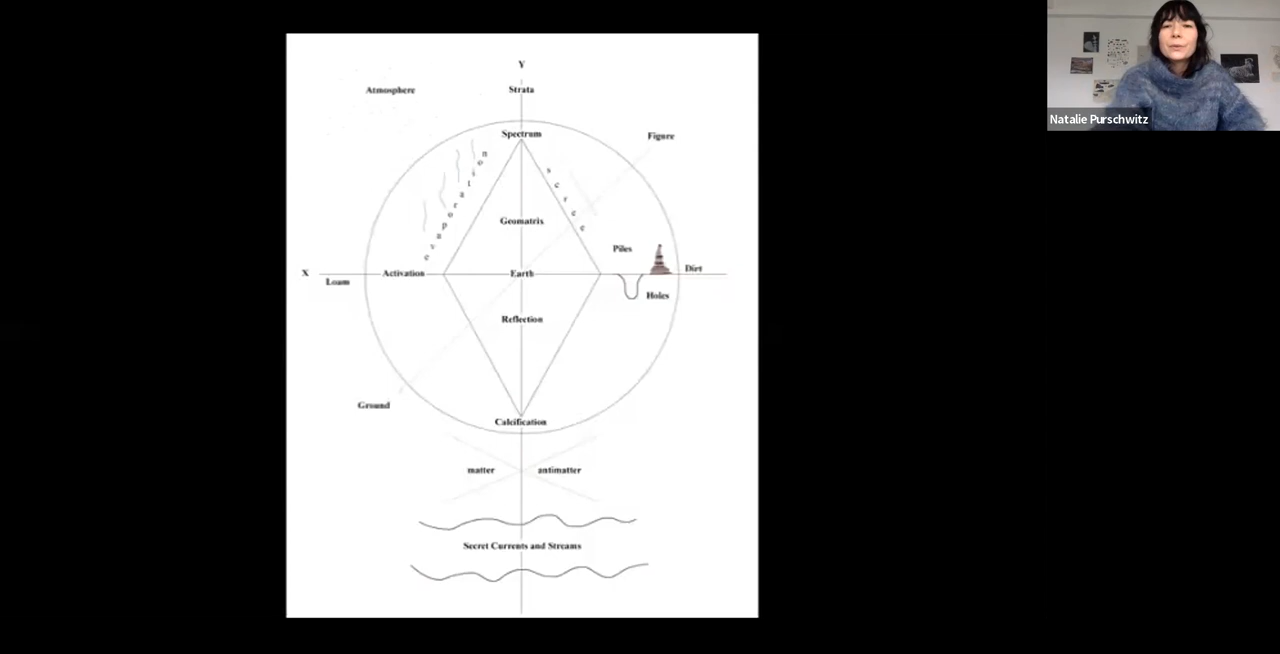 Y
Atmosphere
Strata
Spectrum
Figure
evaporation
scree
Geomatrix
Piles
X
Activation
Earth
Dirt
Loam
Holes
Reflection
Ground
Calcification
matter
antimatter
Secret Currents and Streams
Natalie Purschwitz